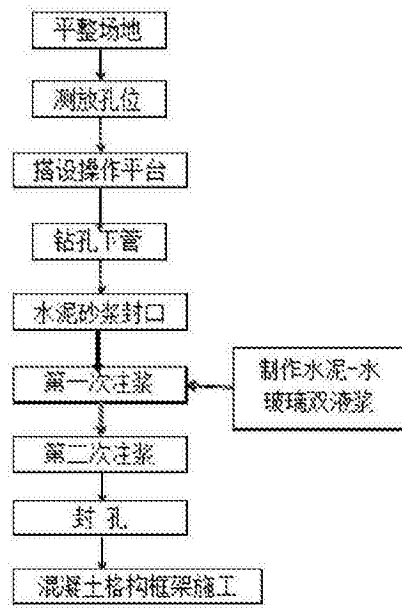 平整场地
测放孔位
搭设操作平台
钻孔下管
水泥砂浆封口
第一次注浆
制作水泥-水
玻璃双液浆
第二次注浆
封 孔
混凝土格构框架施工